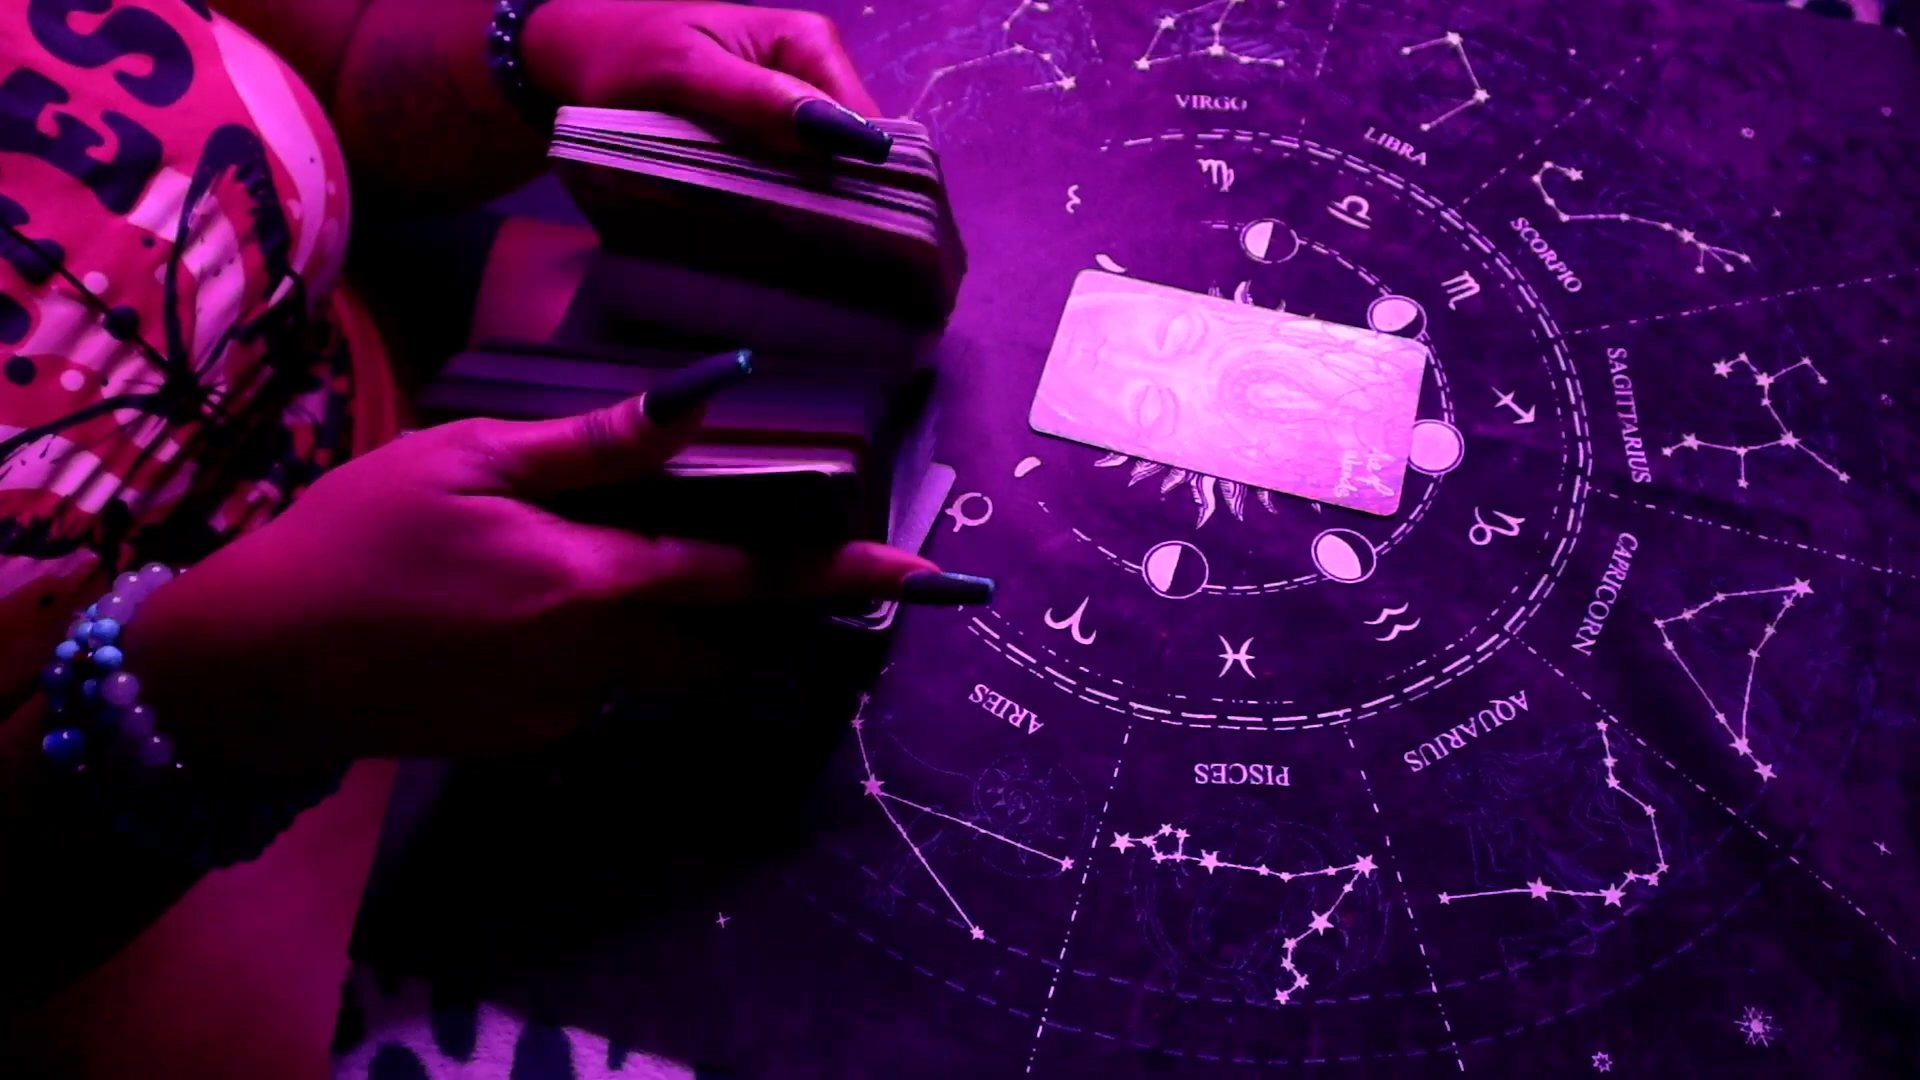 VIRGO
LIBRA
SCORPIO
SAGITTARIUS
CAPRICORN
AQUARIUS
PISCES
ARIES